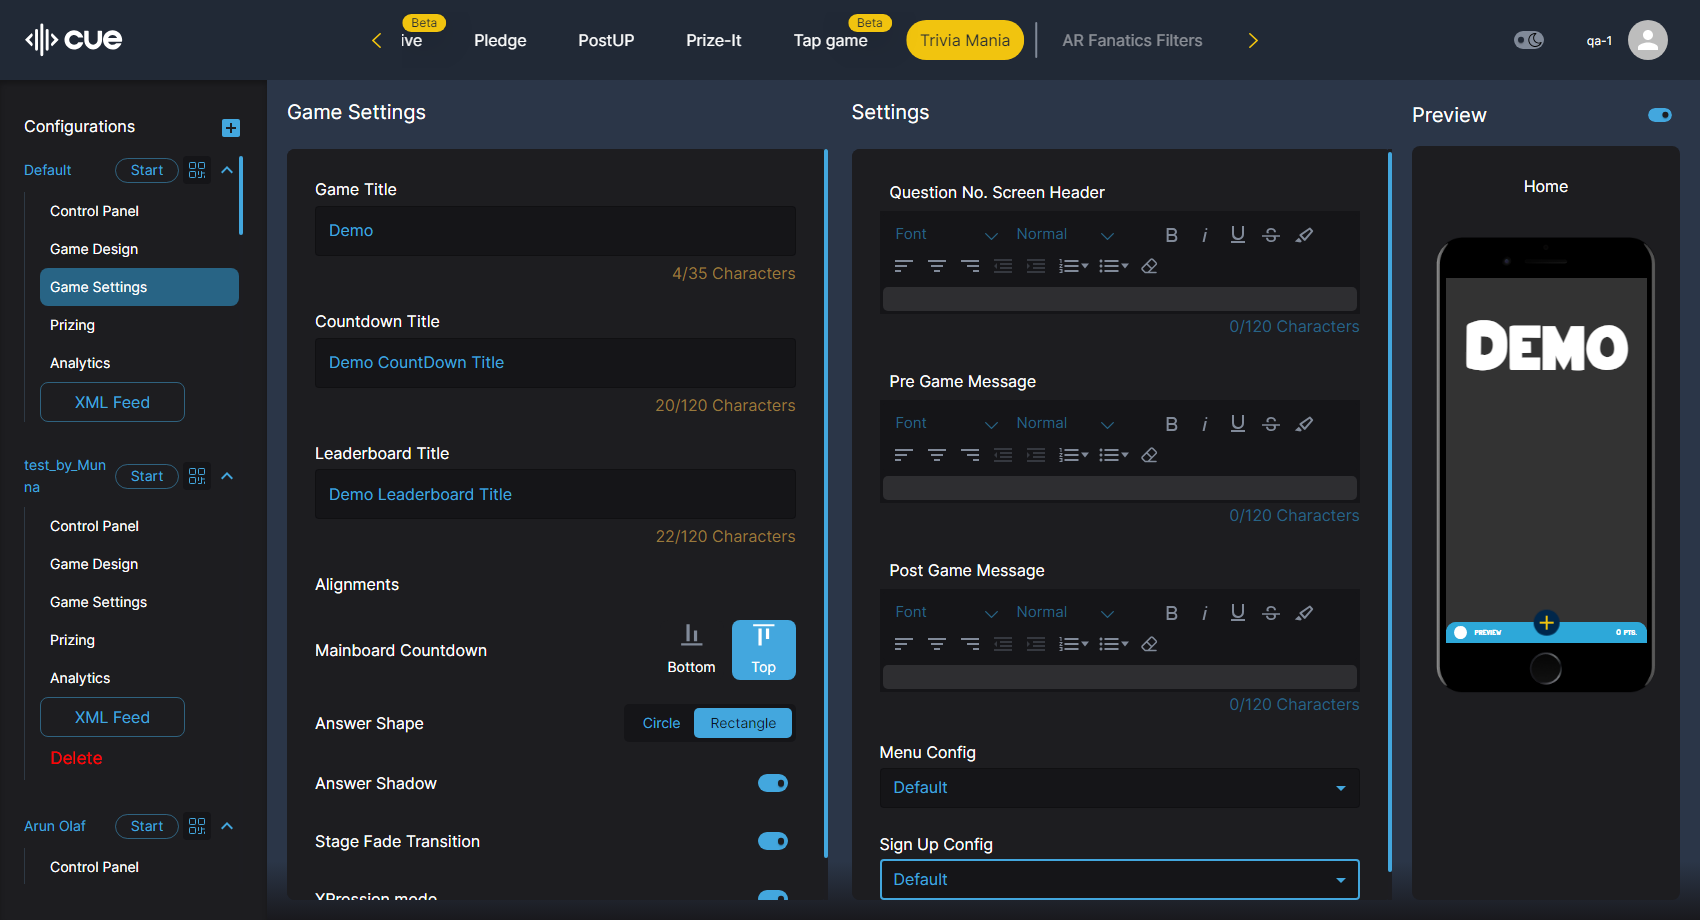 cue
Beta
ive
Pledge
PostUP
Prize-It
Beta
Tap game
Trivia Mania
AR Fanatics Filters
qa-1
Configurations
Default
Start
Control Panel
Game Design
Game Settings
Prizing
Analytics
XML Feed
test_by_Mun
na
Start
Control Panel
Game Design
Game Settings
Prizing
Analytics
XML Feed
Delete
Arun Olaf
Start
Control Panel
Game Settings
Game Title
Demo
4/35 Characters
Countdown Title
Demo CountDown Title
20/120 Characters
Leaderboard Title
Demo Leaderboard Title
22/120 Characters
Alignments
Mainboard Countdown
Bottom
Top
Answer Shape
Circle
Rectangle
Answer Shadow
Stage Fade Transition
XPression mode
Settings
Question No. Screen Header
Font
Normal
B i U S
0/120 Characters
Pre Game Message
Font
Normal
B i U S
0/120 Characters
Post Game Message
Font
Normal
B i U S
0/120 Characters
Menu Config
Default
Sign Up Config
Default
Preview
Home
DEMO
PREVIEW
0 PTS.